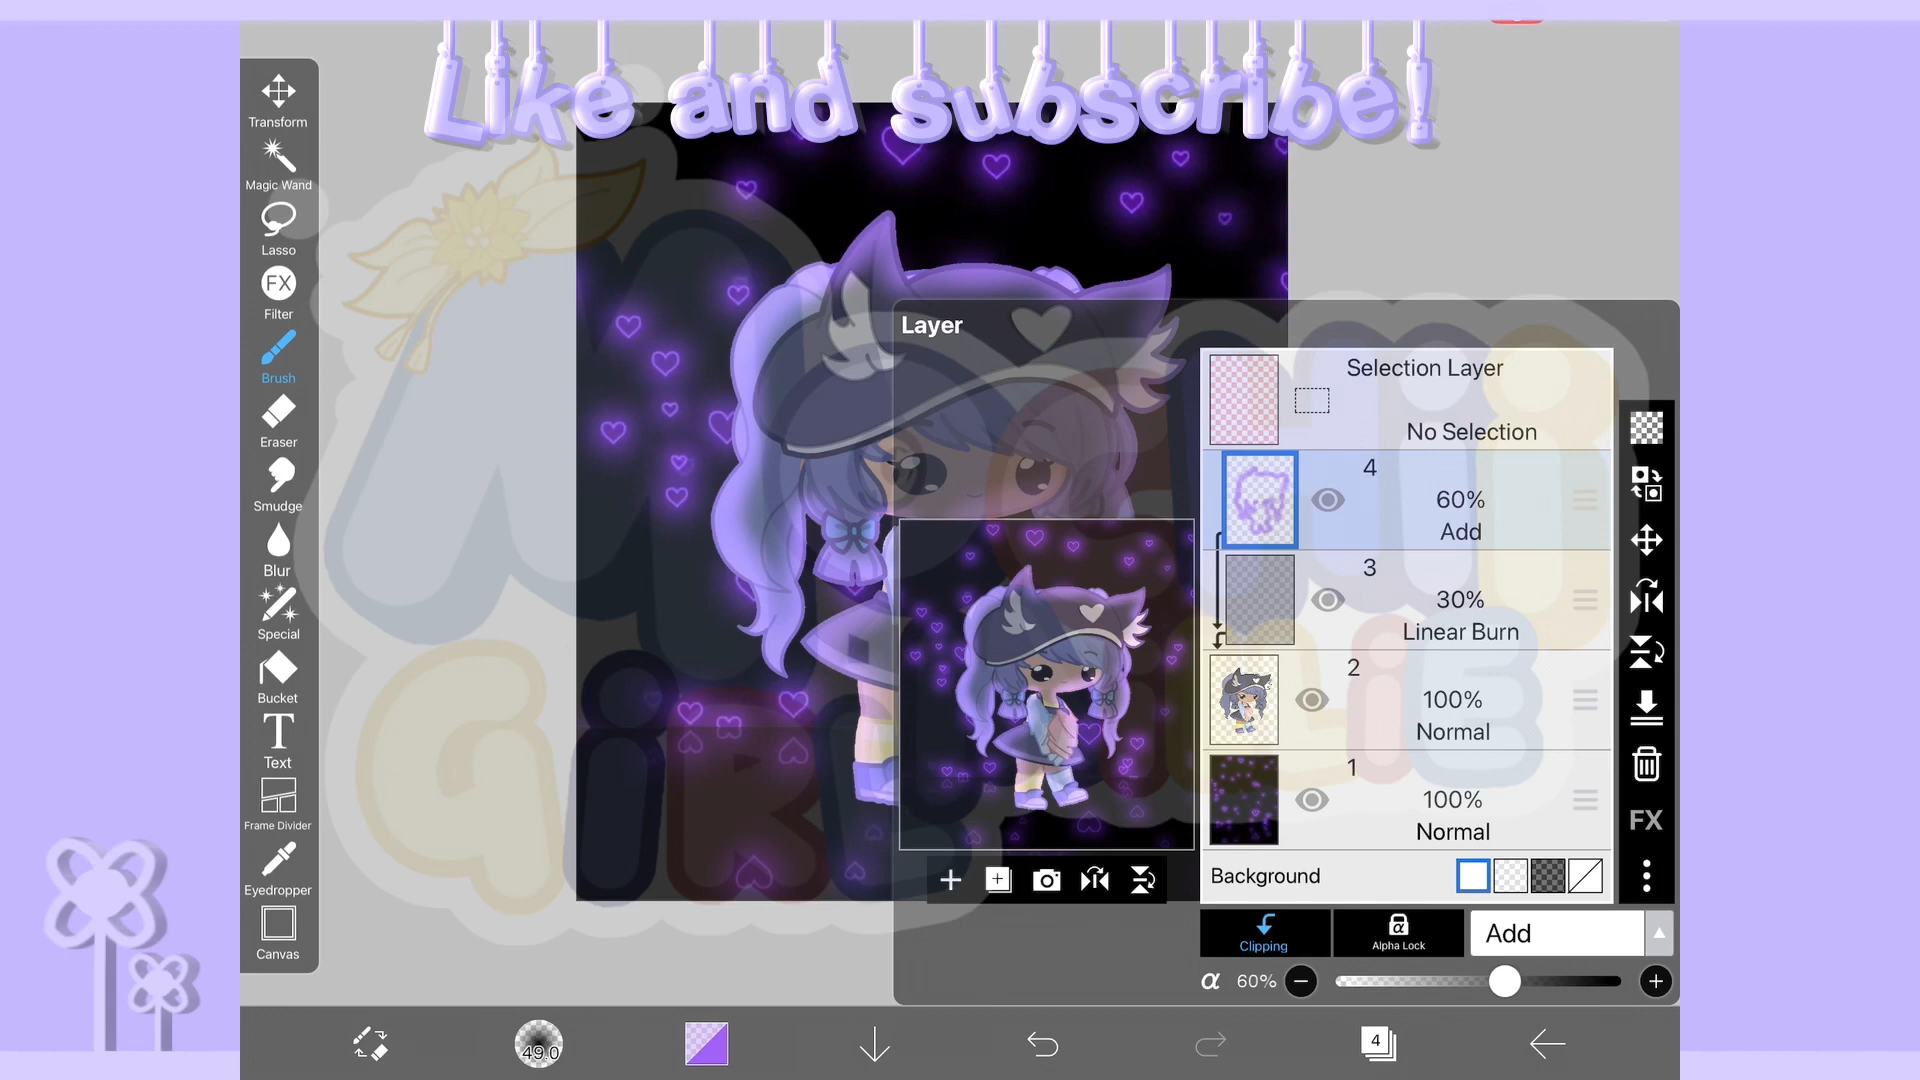 Like and subscribe!
Transform
Magic Wand
Lasso
FX
Filter
Brush
Eraser
Smudge
Blur
Special
Bucket
T
Text
Frame Divider
Eyedropper
Canvas
Layer
Selection Layer
No Selection
4
60%
Add
3
30%
Linear Burn
2
100%
Normal
1
100%
Normal
Background
FX
Clipping
α
Alpha Lock
Add
α 60%
49.0
4
GiRL